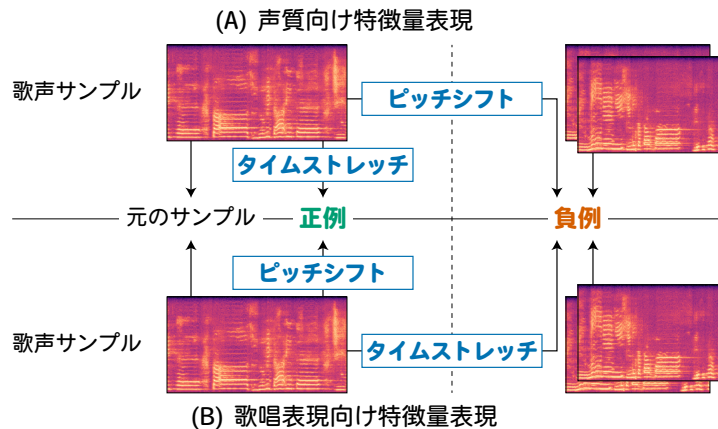 (A) 声質向け特徴量表現
歌声サンプル
ピッチシフト
タイムストレッチ
元のサンプル
正例
負例
ピッチシフト
歌声サンプル
タイムストレッチ
(B) 歌唱表現向け特徴量表現